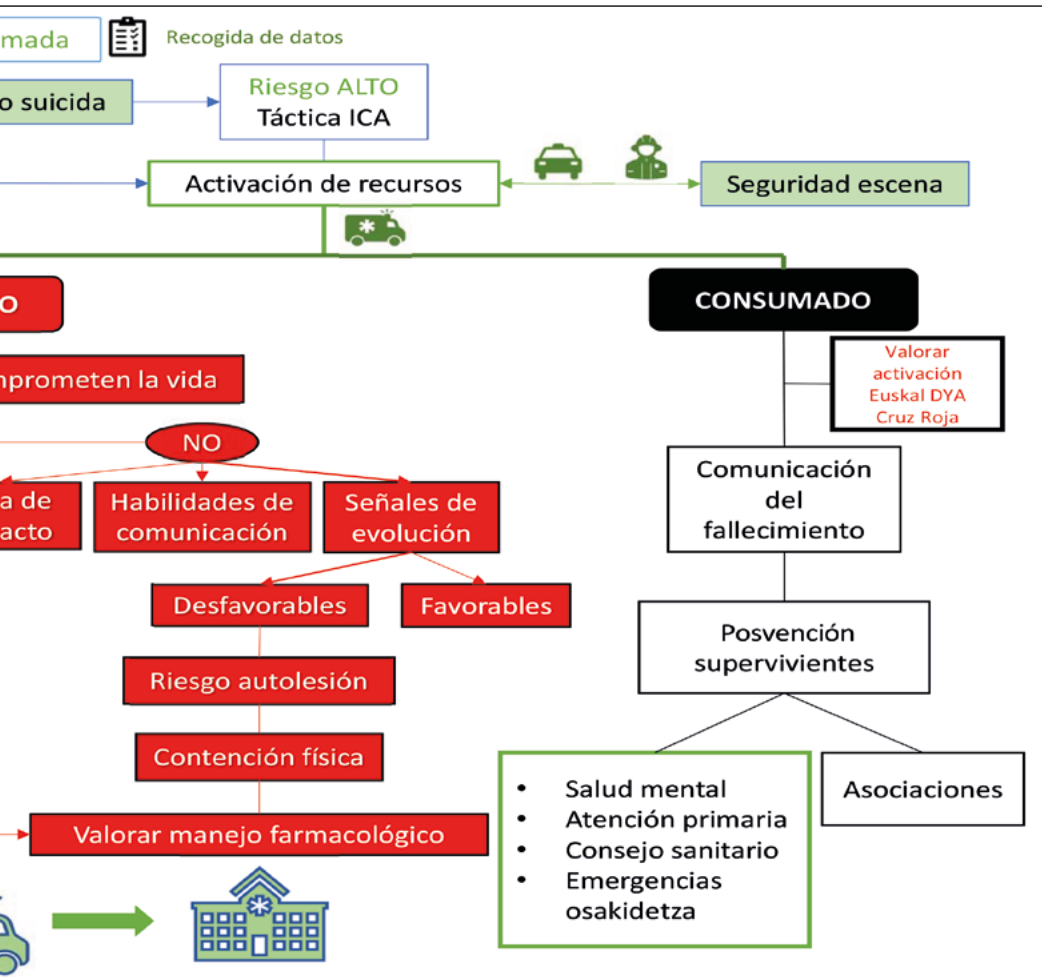 mada
Recogida de datos
o suicida
Riesgo ALTO
Táctica ICA
Activación de recursos
Seguridad escena
O
CONSUMADO
mprometen la vida
Valorar
activación
Euskal DYA
Cruz Roja
NO
a de
acto
Habilidades de
comunicación
Señales de
evolución
Comunicación
del
fallecimiento
Desfavorables
Favorables
Posvención
supervivientes
Riesgo autolesión
Contención física
Valorar manejo farmacológico
• Salud mental
• Atención primaria
• Consejo sanitario
• Emergencias
osakidetza
Asociaciones